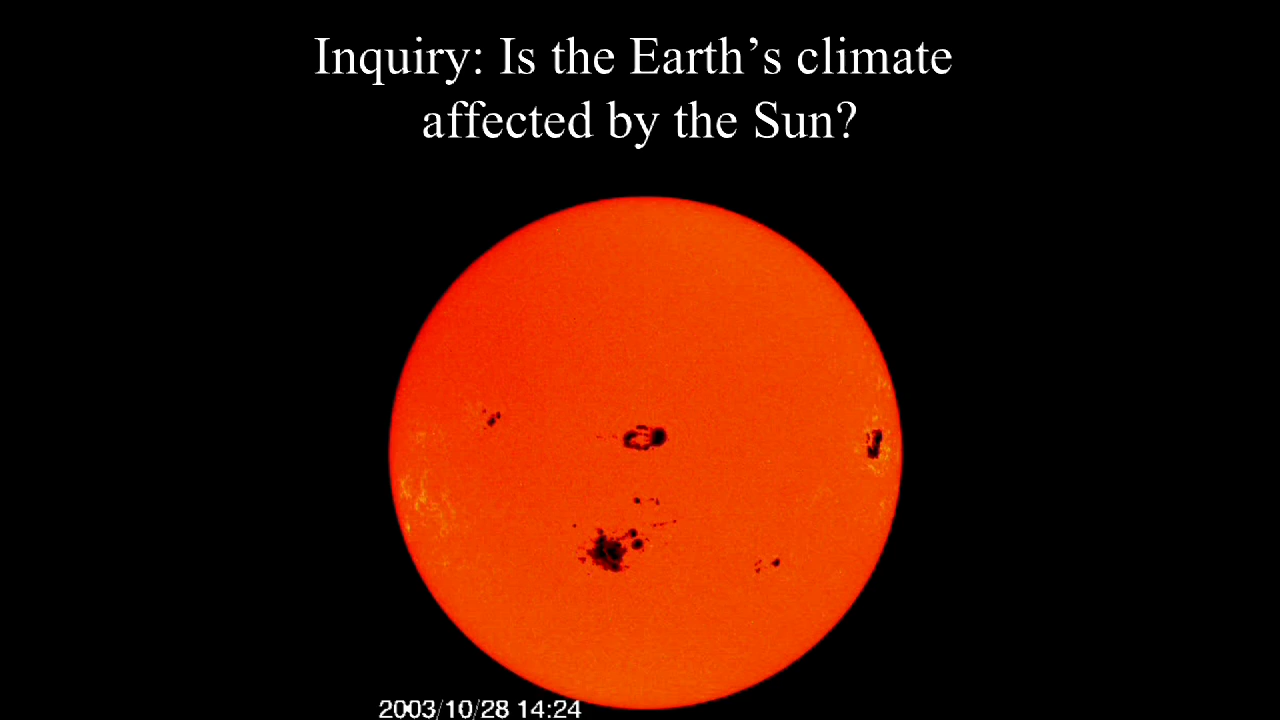 Inquiry: Is the Earth’s climate
affected by the Sun?
2003/10/28 14:24